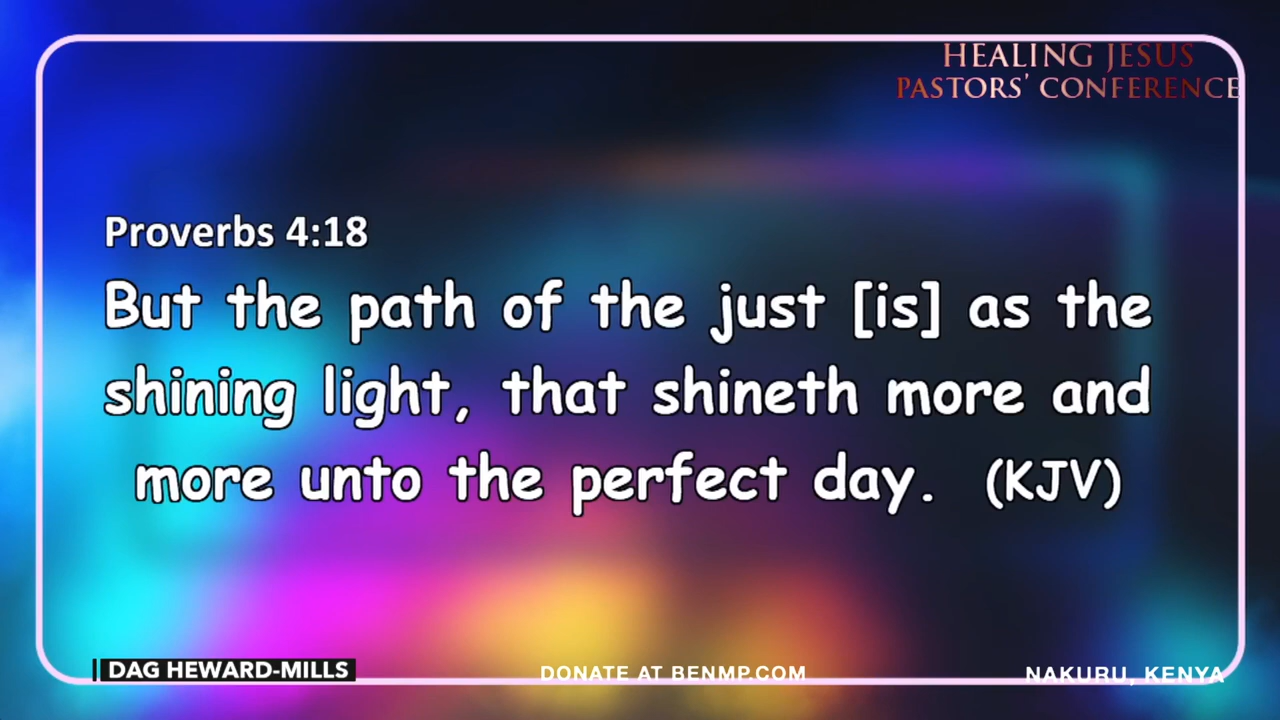 HEALING JESUS
PASTORS' CONFERENCE
Proverbs 4:18
But the path of the just [is] as the
shining light, that shineth more and
more unto the perfect day. (KJV)
DAG HEWARD-MILLS
DONATE AT BENMP.COM
NAKURU, KENYA